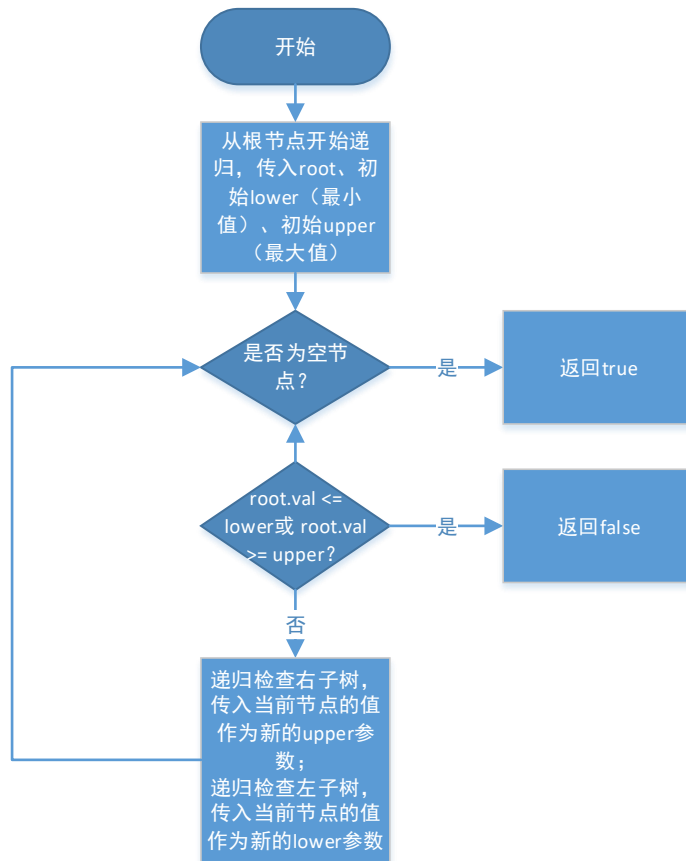 开始
从根节点开始递
归，传入root、初
始lower（最小
值）、初始upper
（最大值）
是否为空节
点？
是
返回true
root.val <=
lower或 root.val
>= upper？
是
返回false
否
递归检查右子树，
传入当前节点的值
作为新的upper参
数；
递归检查左子树，
传入当前节点的值
作为新的lower参数